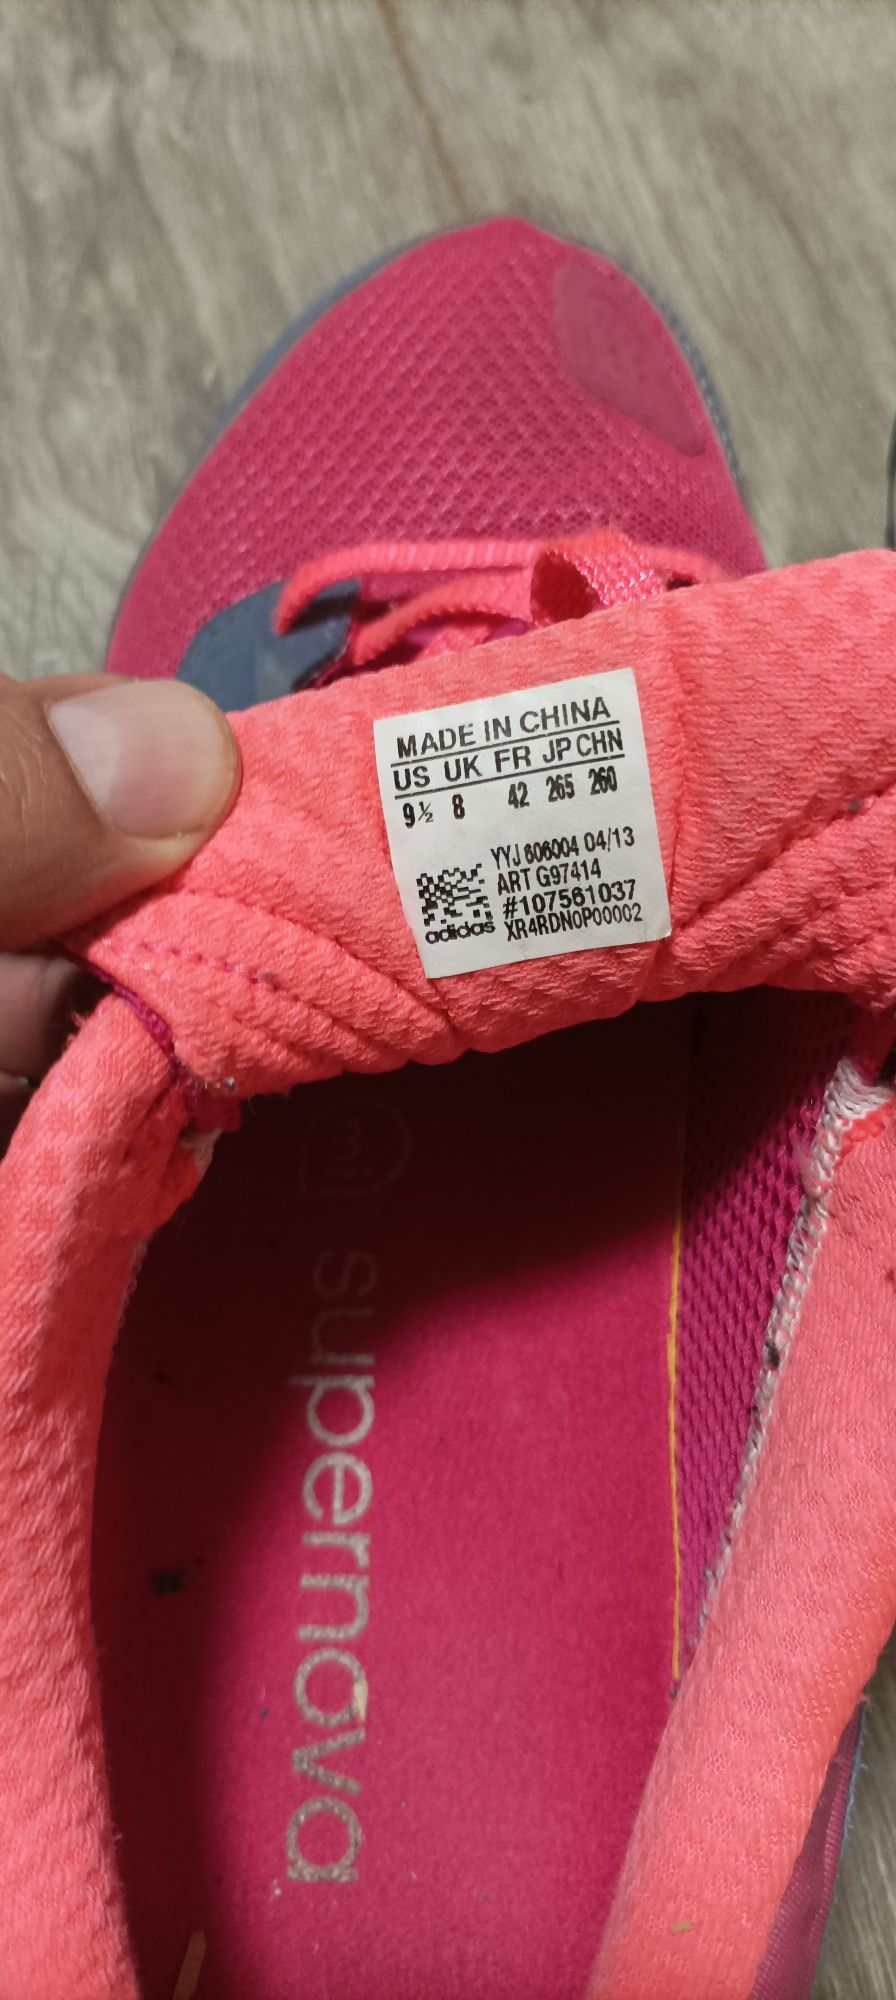 MADE IN CHINA
US UK FR JP CHN
9½ 8 42 265 260
YYJ 606004 04/13
ART G97414
#107561037
XR4RDN0P00002
adidas
mi
supernova